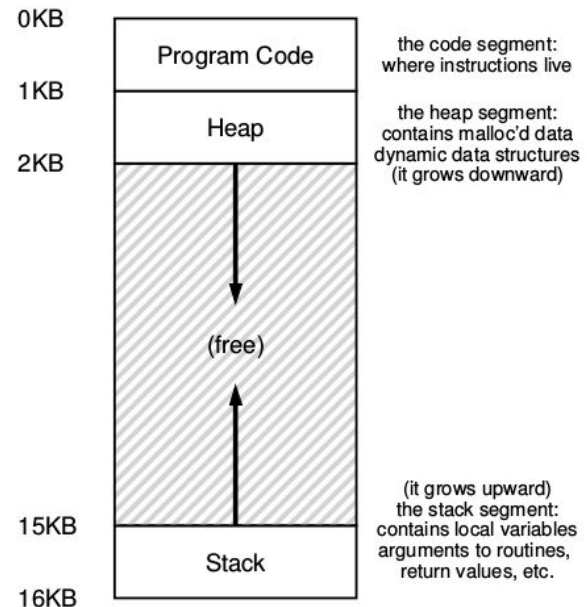 0KB
Program Code
the code segment:
where instructions live
1KB
Heap
the heap segment:
contains malloc'd data
dynamic data structures
(it grows downward)
2KB
(free)
(it grows upward)
the stack segment:
contains local variables
arguments to routines,
return values, etc.
15KB
Stack
16KB